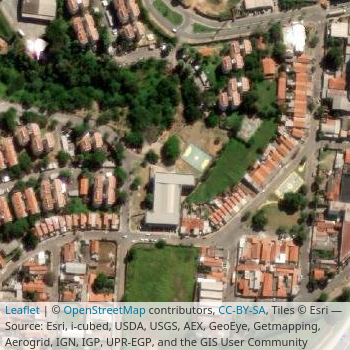 Leaflet | © OpenStreetMap contributors, CC-BY-SA, Tiles © Esri —
Source: Esri, i-cubed, USDA, USGS, AEX, GeoEye, Getmapping,
Aerogrid, IGN, IGP, UPR-EGP, and the GIS User Community